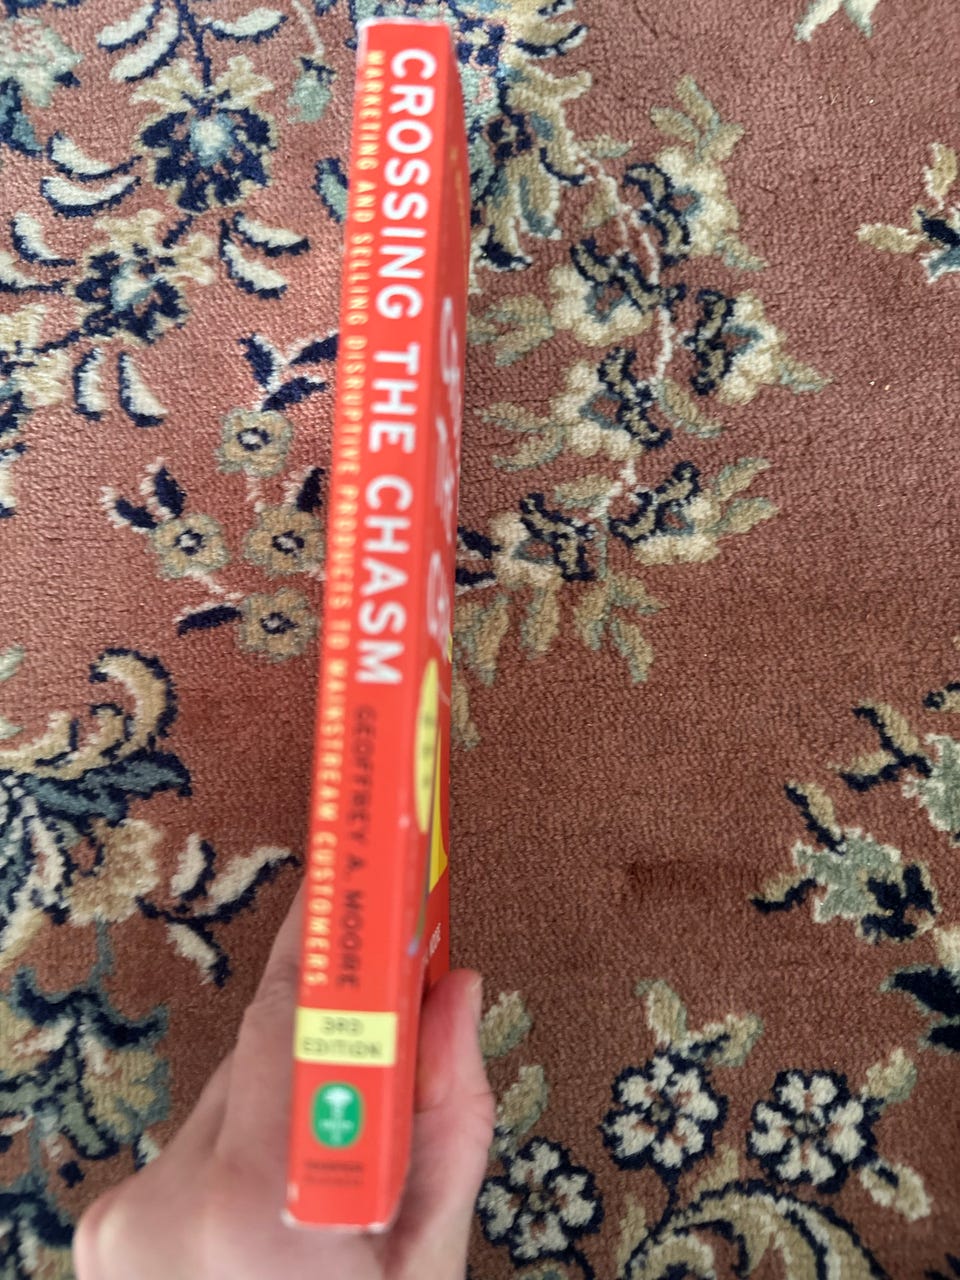 CROSSING THE CHASM
MARKETING AND SELLING DISRUPTIVE PRODUCTS TO MAINSTREAM CUSTOMERS
GEOFFREY A. MOORE
3RD
EDITION